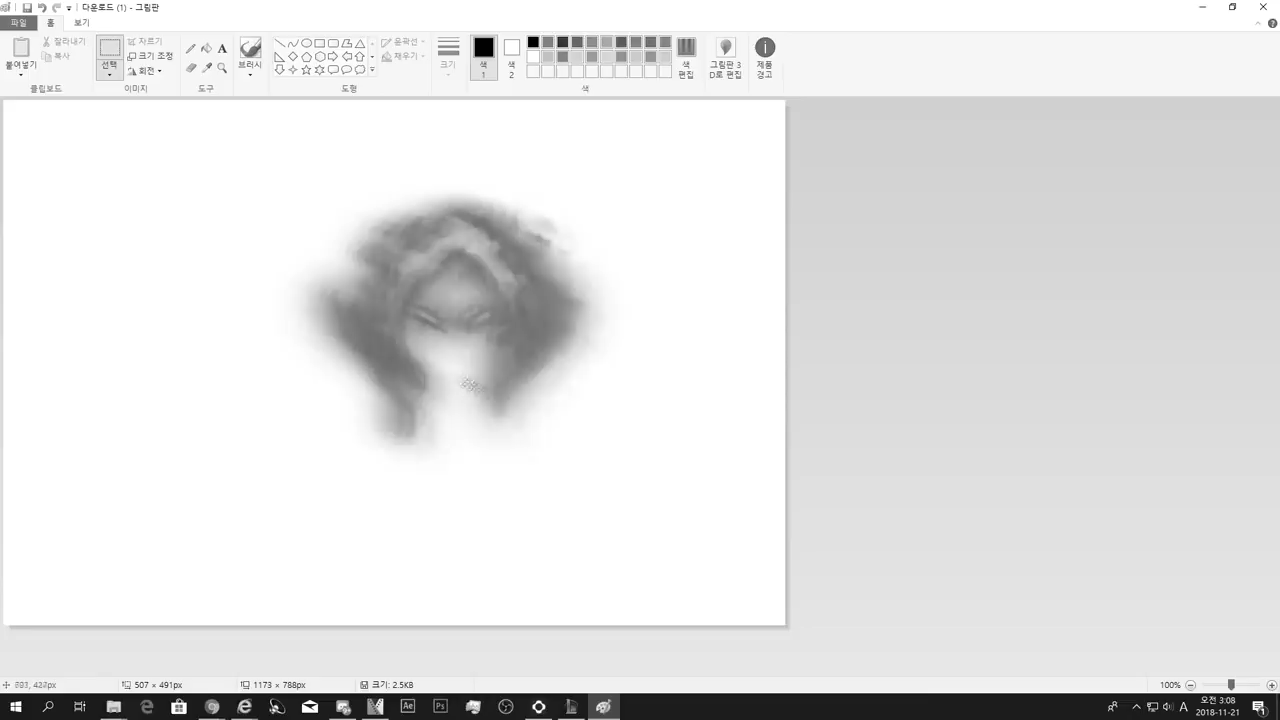 다운로드 (1) - 그림판
파일 홈 보기
붙여넣기
잘라내기
복사
클립보드
선택
자르기
크기 조정
회전
이미지
A
도구
브러시
윤곽선
채우기
도형
크기
색 1
색 2
색 편집
색
그림판 3D로 편집
제품 경고
507 × 491px
1173 × 788px
크기: 2.5KB
100%
Ae
Ps
A
오전 3:08
2018-11-21
1